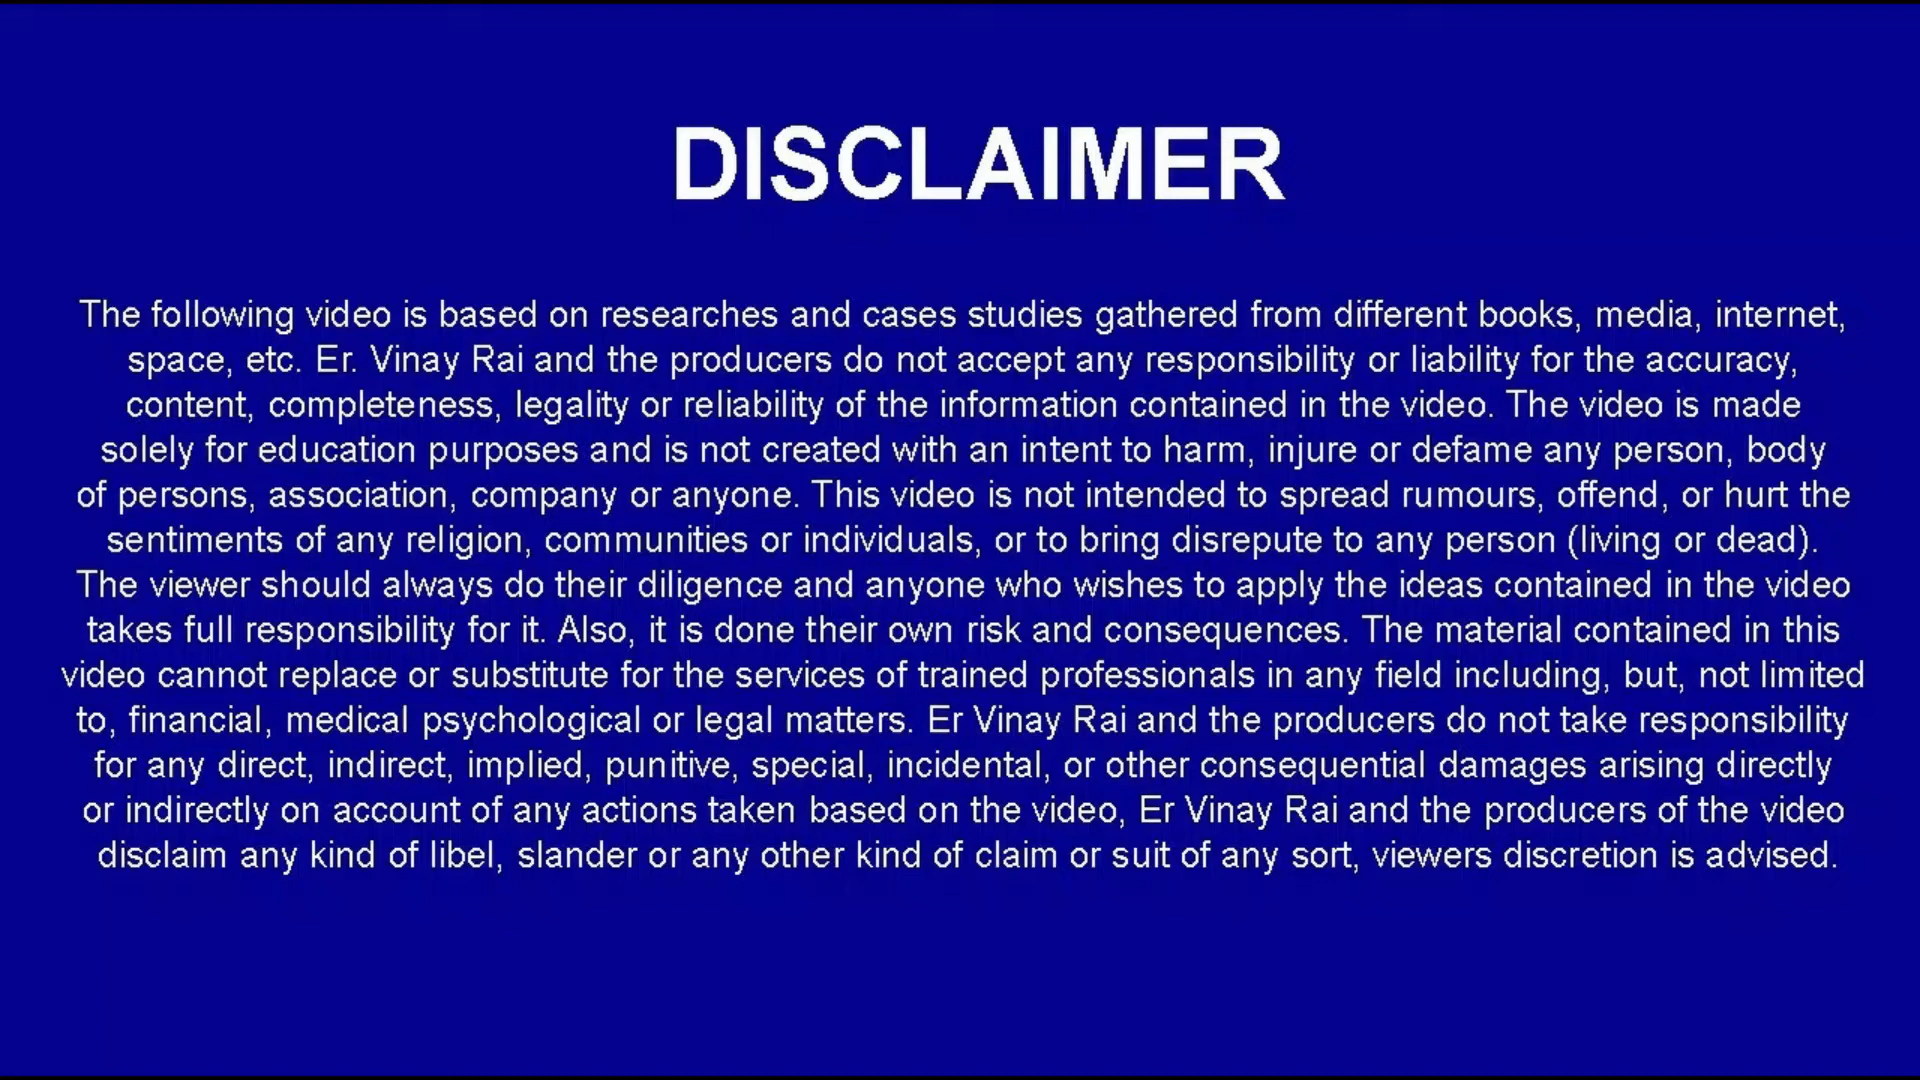 DISCLAIMER
The following video is based on researches and cases studies gathered from different books, media, internet,
space, etc. Er. Vinay Rai and the producers do not accept any responsibility or liability for the accuracy,
content, completeness, legality or reliability of the information contained in the video. The video is made
solely for education purposes and is not created with an intent to harm, injure or defame any person, body
of persons, association, company or anyone. This video is not intended to spread rumours, offend, or hurt the
sentiments of any religion, communities or individuals, or to bring disrepute to any person (living or dead).
The viewer should always do their diligence and anyone who wishes to apply the ideas contained in the video
takes full responsibility for it. Also, it is done their own risk and consequences. The material contained in this
video cannot replace or substitute for the services of trained professionals in any field including, but, not limited
to, financial, medical psychological or legal matters. Er Vinay Rai and the producers do not take responsibility
for any direct, indirect, implied, punitive, special, incidental, or other consequential damages arising directly
or indirectly on account of any actions taken based on the video, Er Vinay Rai and the producers of the video
disclaim any kind of libel, slander or any other kind of claim or suit of any sort, viewers discretion is advised.